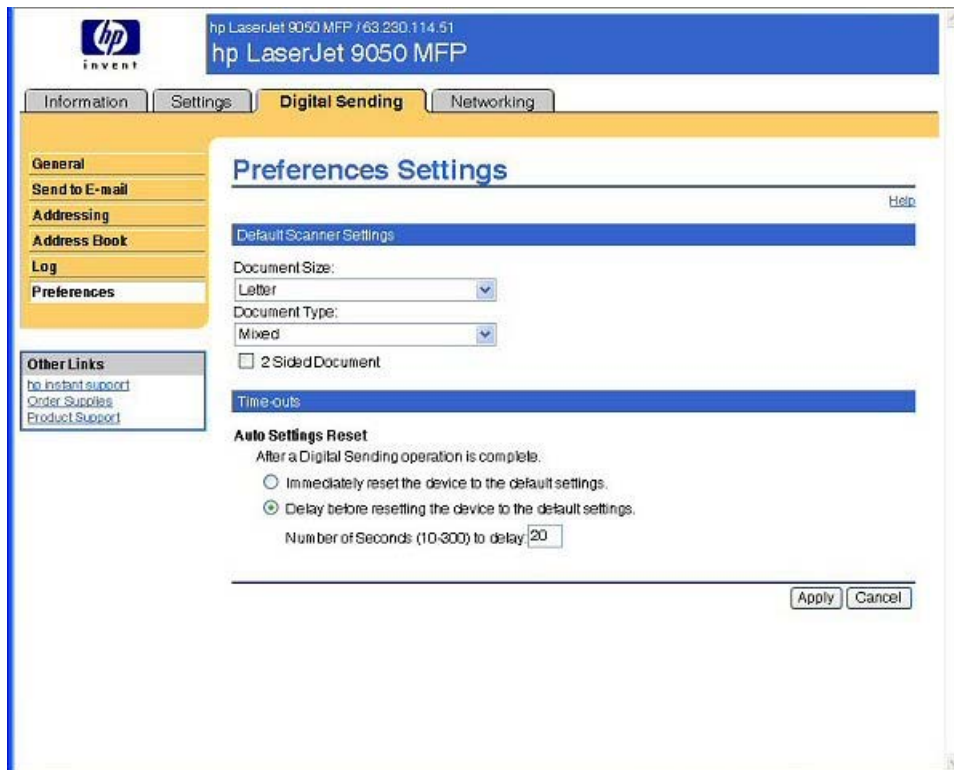 hp
invent
hp LaserJet 9050 MFP / 63.230.114.51
hp LaserJet 9050 MFP
Information
Settings
Digital Sending
Networking
General
Send to E-mail
Addressing
Address Book
Log
Preferences
Other Links
hp instant support
Order Supplies
Product Support
Preferences Settings
Help
Default Scanner Settings
Document Size:
Letter
Document Type:
Mixed
2 Sided Document
Time-outs
Auto Settings Reset
After a Digital Sending operation is complete.
Immediately reset the device to the default settings.
Delay before resetting the device to the default settings.
Number of Seconds (10-300) to delay: 20
Apply
Cancel